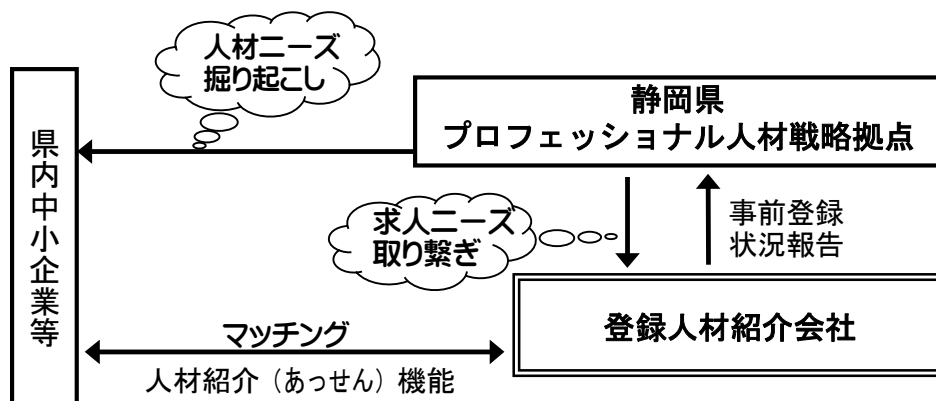 人材ニーズ
掘り起こし
静岡県
プロフェッショナル人材戦略拠点
県内中小企業等
求人ニーズ
取り繋ぎ
事前登録
状況報告
登録人材紹介会社
マッチング
人材紹介（あっせん）機能